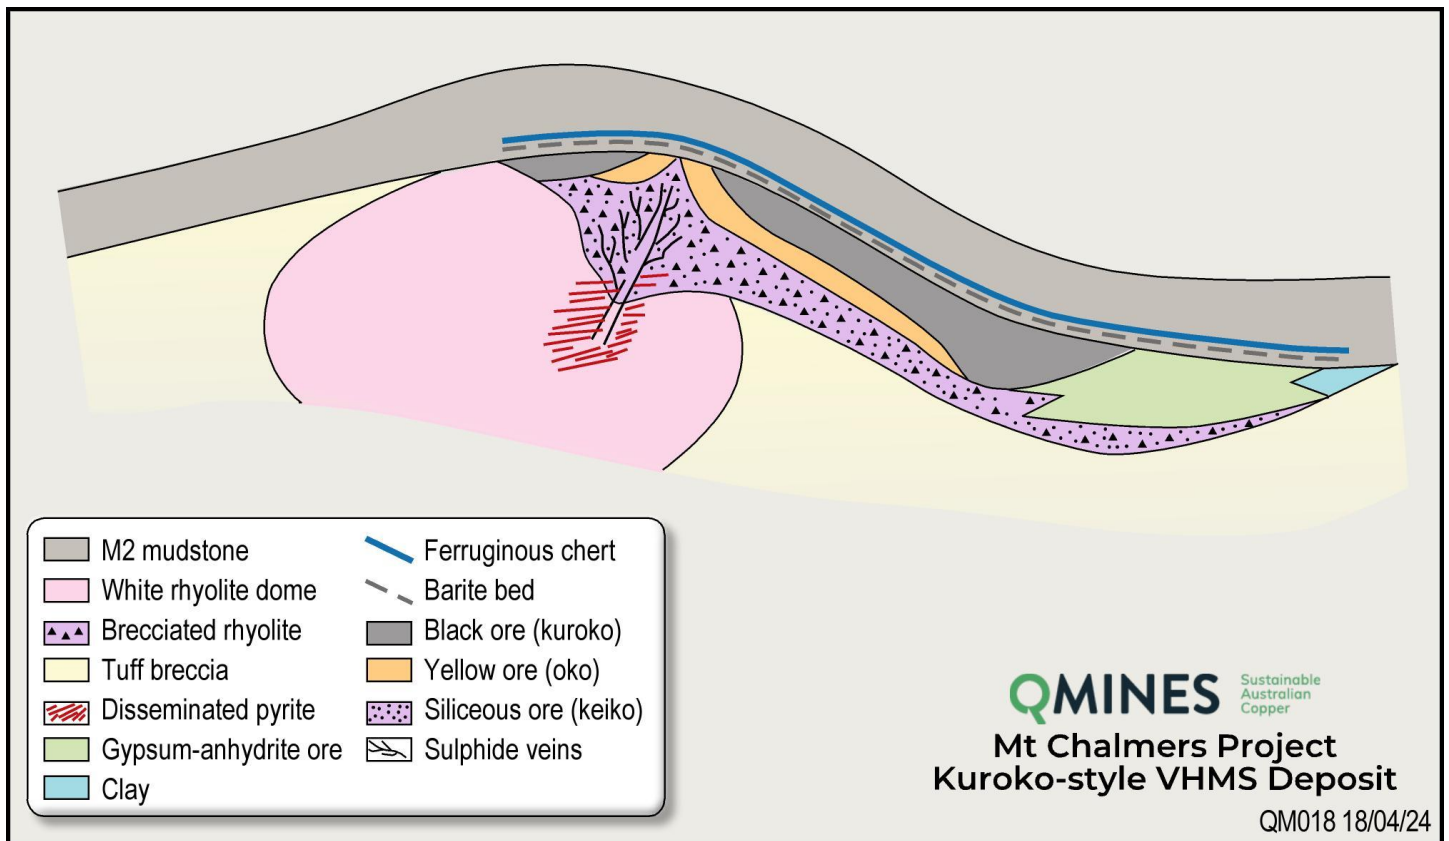 M2 mudstone
White rhyolite dome
Brecciated rhyolite
Tuff breccia
Disseminated pyrite
Gypsum-anhydrite ore
Clay
Ferruginous chert
Barite bed
Black ore (kuroko)
Yellow ore (oko)
Siliceous ore (keiko)
Sulphide veins
QMINES
Sustainable
Australian
Copper
Mt Chalmers Project
Kuroko-style VHMS Deposit
QM018 18/04/24